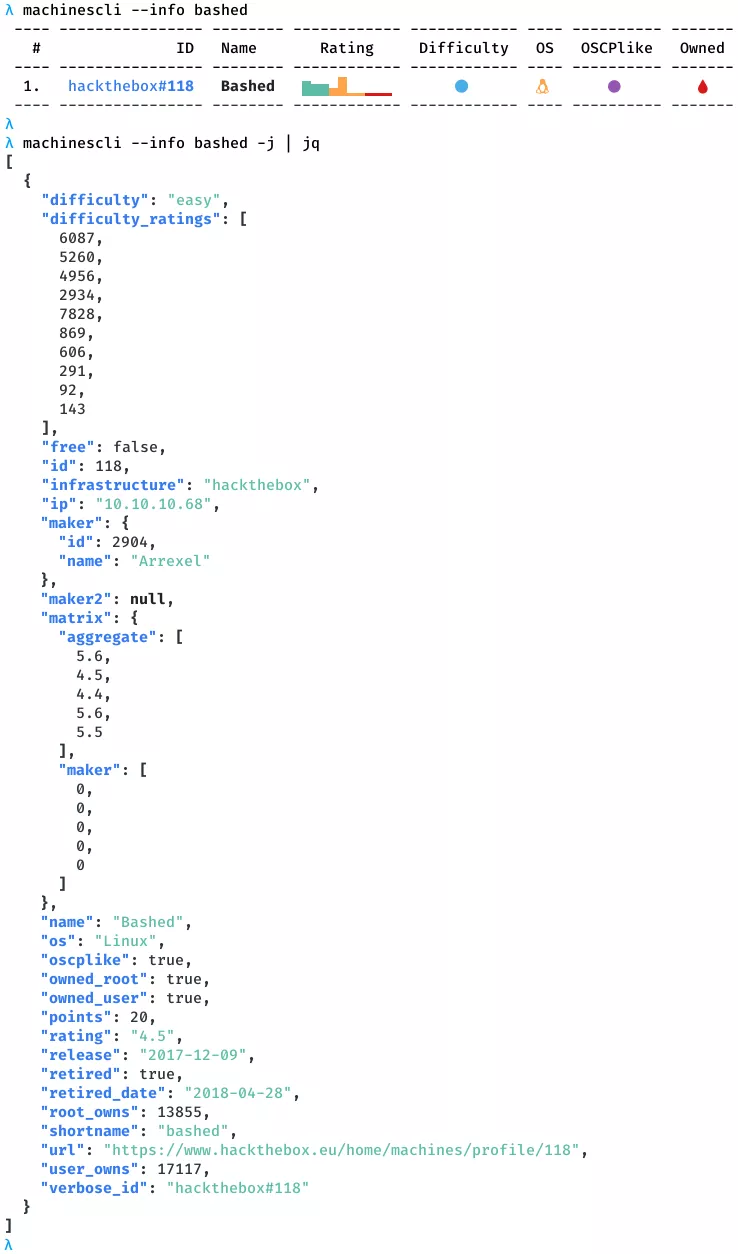 λ machinescli --info bashed
---- ---------------- -------- ------------ ----------- ---- ---------- -------
# ID Name Rating Difficulty OS OSCPlike Owned
---- ---------------- -------- ------------ ----------- ---- ---------- -------
1. hackthebox#118 Bashed
---- ---------------- -------- ------------ ----------- ---- ---------- -------
λ
λ machinescli --info bashed -j | jq
[
  {
    "difficulty": "easy",
    "difficulty_ratings": [
      6087,
      5260,
      4956,
      2934,
      7828,
      869,
      606,
      291,
      92,
      143
    ],
    "free": false,
    "id": 118,
    "infrastructure": "hackthebox",
    "ip": "10.10.10.68",
    "maker": {
      "id": 2904,
      "name": "Arrexel"
    },
    "maker2": null,
    "matrix": {
      "aggregate": [
        5.6,
        4.5,
        4.4,
        5.6,
        5.5
      ],
      "maker": [
        0,
        0,
        0,
        0,
        0
      ]
    },
    "name": "Bashed",
    "os": "Linux",
    "oscplike": true,
    "owned_root": true,
    "owned_user": true,
    "points": 20,
    "rating": "4.5",
    "release": "2017-12-09",
    "retired": true,
    "retired_date": "2018-04-28",
    "root_owns": 13855,
    "shortname": "bashed",
    "url": "https://www.hackthebox.eu/home/machines/profile/118",
    "user_owns": 17117,
    "verbose_id": "hackthebox#118"
  }
]
λ